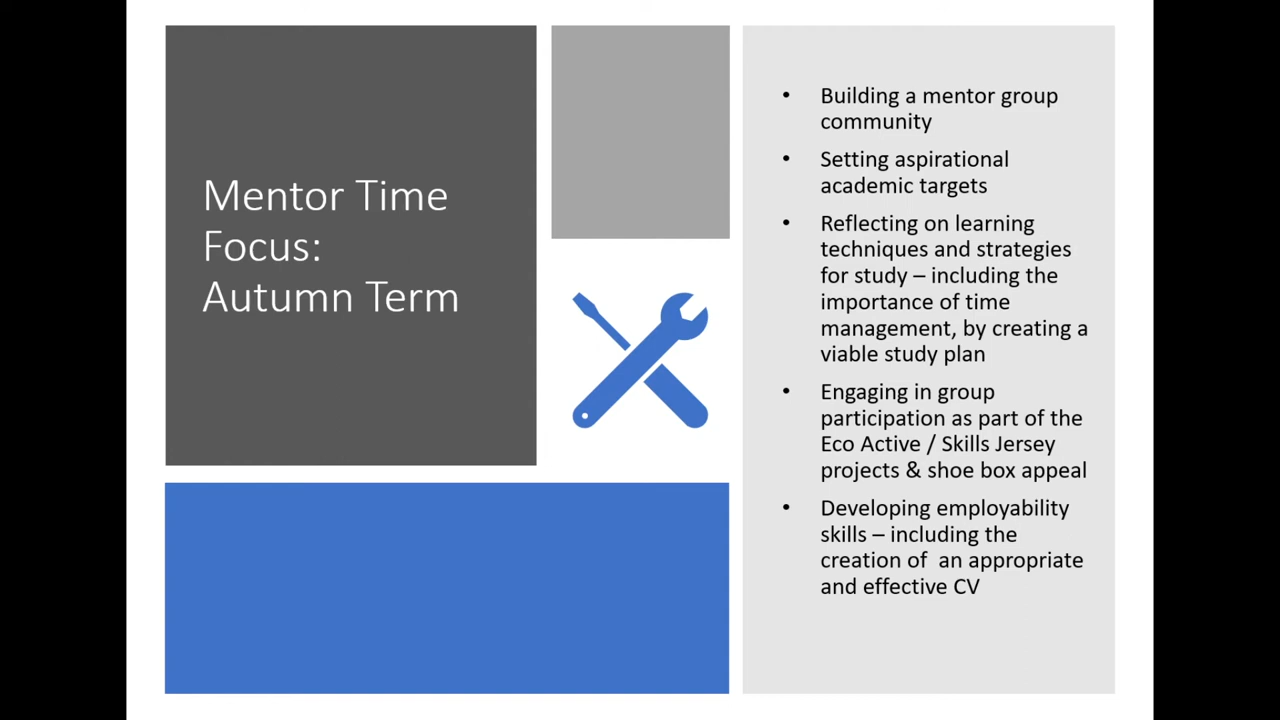 Mentor Time
Focus:
Autumn Term
• Building a mentor group
community
• Setting aspirational
academic targets
• Reflecting on learning
techniques and strategies
for study – including the
importance of time
management, by creating a
viable study plan
• Engaging in group
participation as part of the
Eco Active / Skills Jersey
projects & shoe box appeal
• Developing employability
skills – including the
creation of  an appropriate
and effective CV